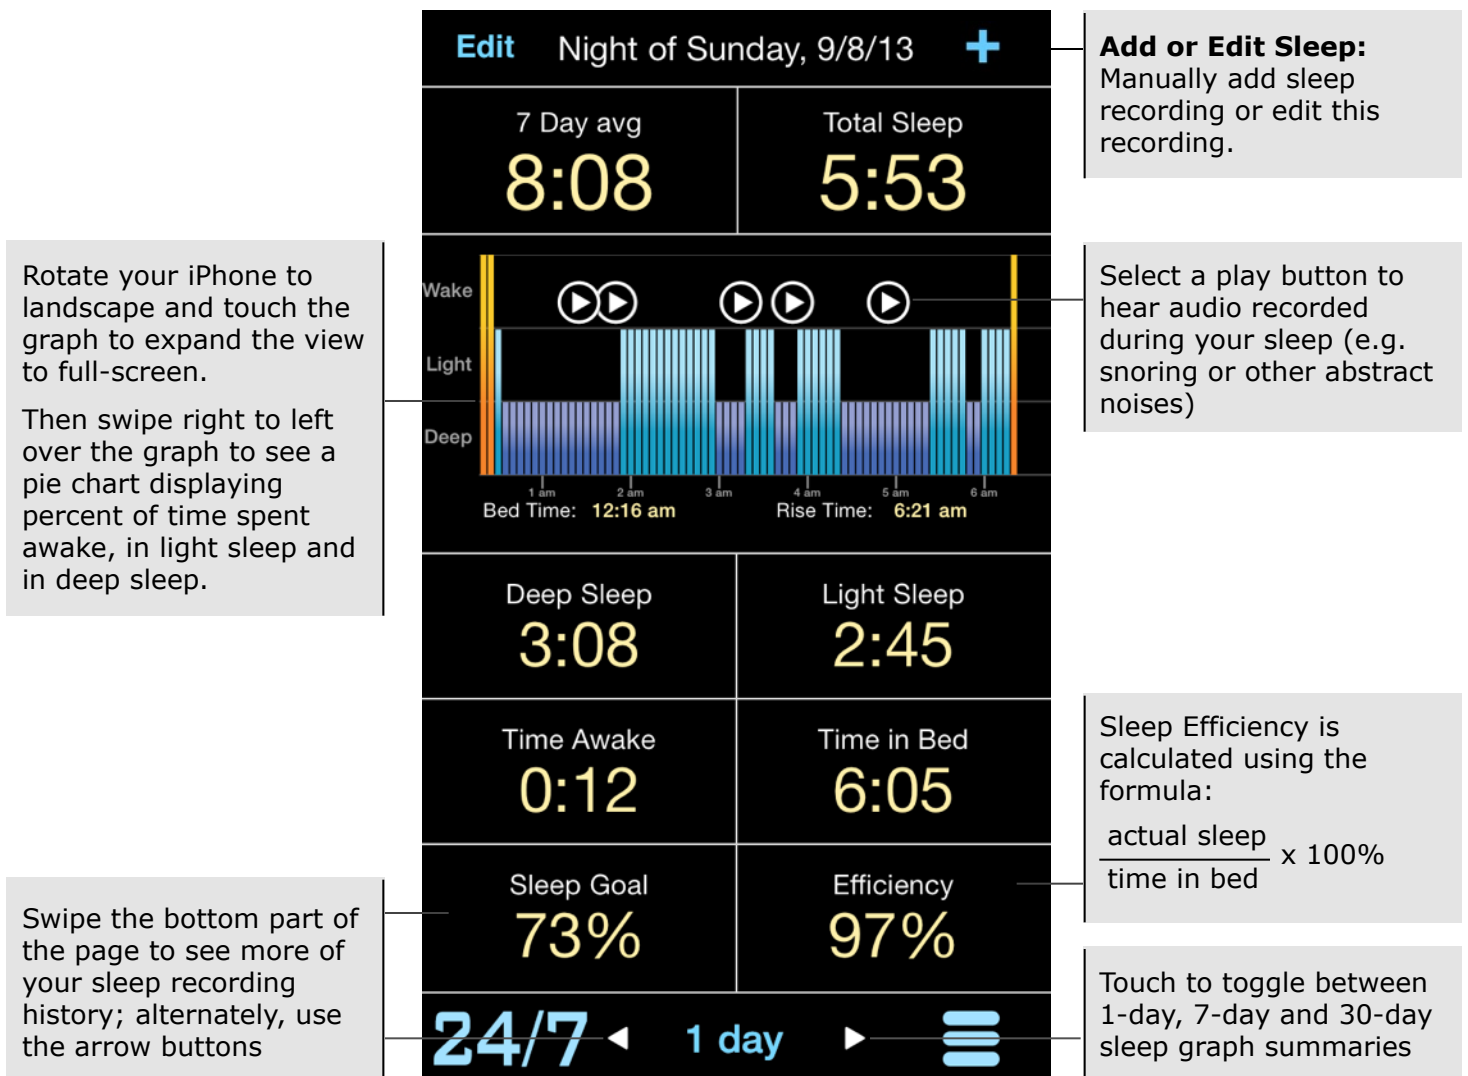 Edit Night of Sunday, 9/8/13 +
Add or Edit Sleep:
Manually add sleep
recording or edit this
recording.
7 Day avg
8:08
Total Sleep
5:53
Rotate your iPhone to
landscape and touch the
graph to expand the view
to full-screen.
Then swipe right to left
over the graph to see a
pie chart displaying
percent of time spent
awake, in light sleep and
in deep sleep.
Wake
Light
Deep
1 am 2 am 3 am 4 am 5 am 6 am
Bed Time: 12:16 am Rise Time: 6:21 am
Select a play button to
hear audio recorded
during your sleep (e.g.
snoring or other abstract
noises)
Deep Sleep
3:08
Light Sleep
2:45
Time Awake
0:12
Time in Bed
6:05
Sleep Goal
73%
Efficiency
97%
Sleep Efficiency is
calculated using the
formula:
actual sleep
time in bed
x 100%
Swipe the bottom part of
the page to see more of
your sleep recording
history; alternately, use
the arrow buttons
24/7 1 day
Touch to toggle between
1-day, 7-day and 30-day
sleep graph summaries